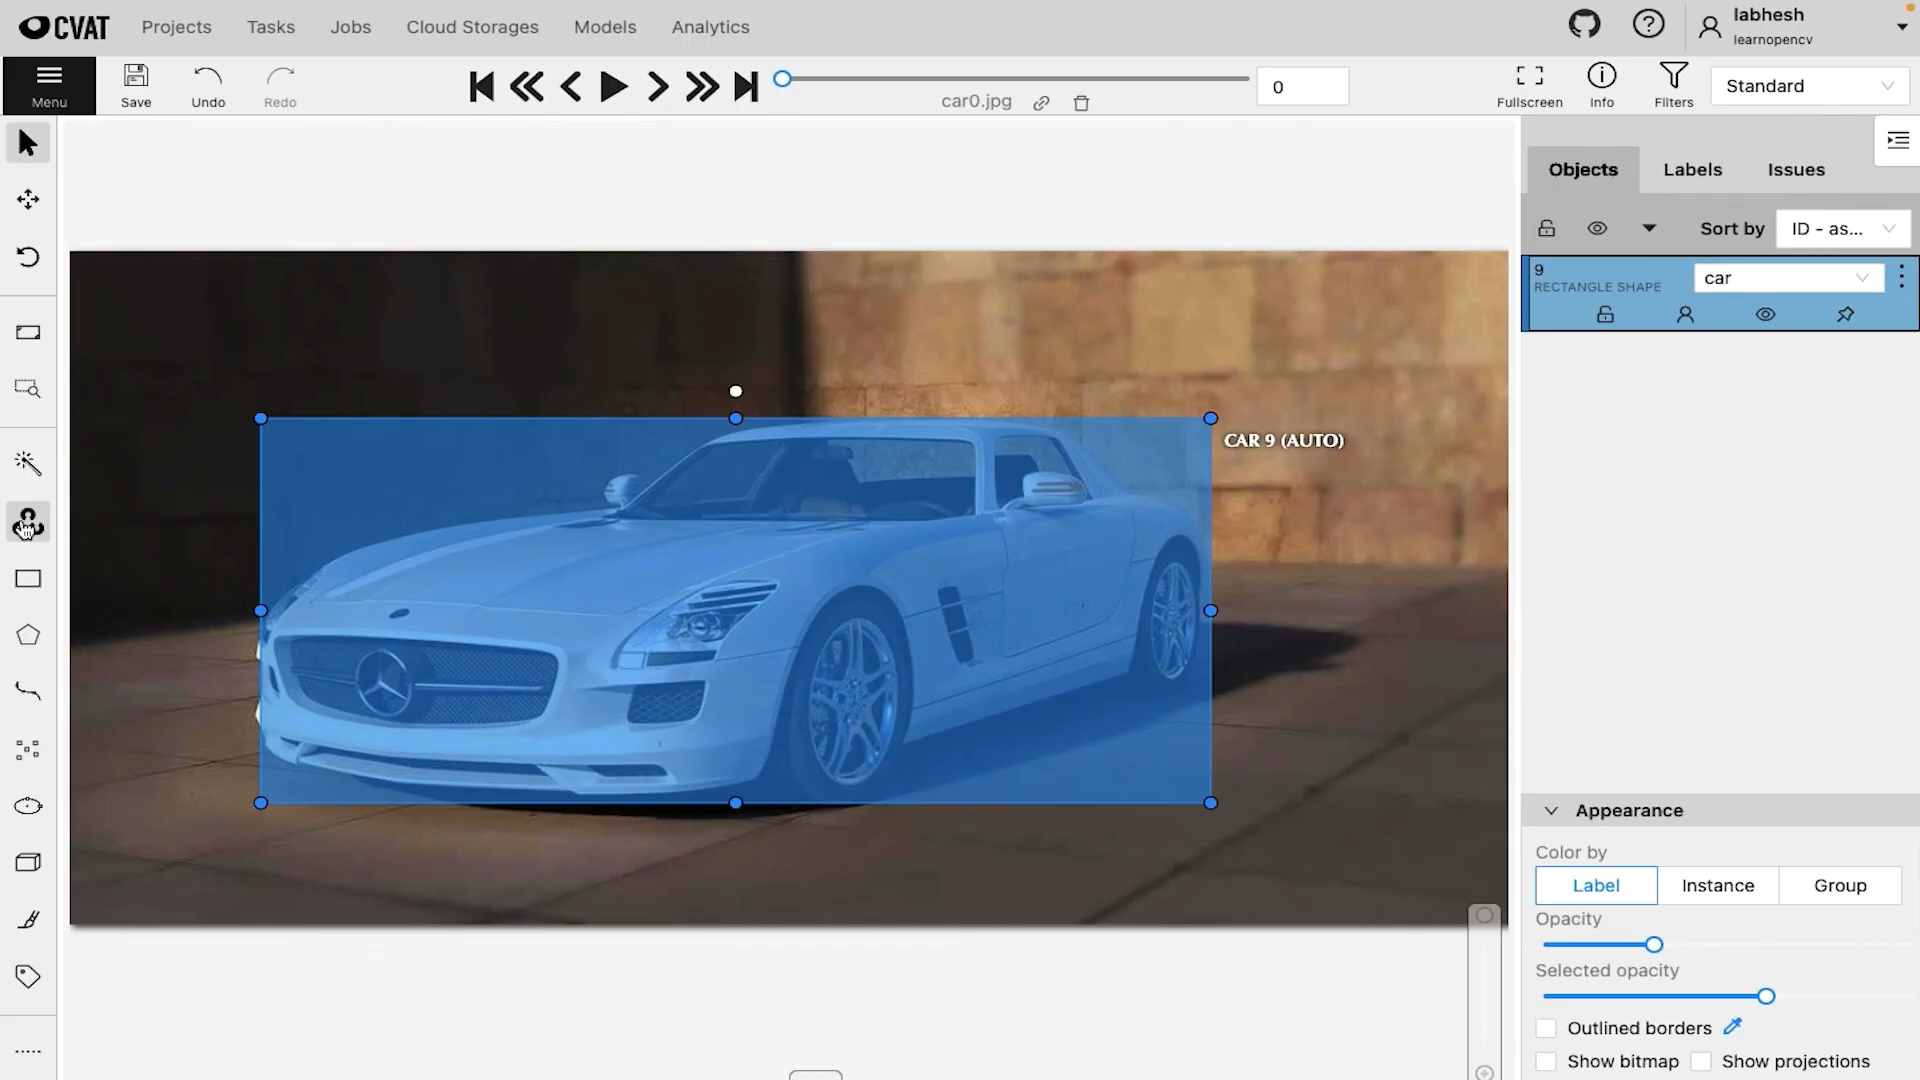 CVAT
Projects
Tasks
Jobs
Cloud Storages
Models
Analytics
labhesh
learnopencv
Menu
Save
Undo
Redo
car0.jpg
0
Fullscreen
Info
Filters
Standard
Objects
Labels
Issues
Sort by
ID - as...
9
RECTANGLE SHAPE
car
CAR 9 (AUTO)
Appearance
Color by
Label
Instance
Group
Opacity
Selected opacity
Outlined borders
Show bitmap
Show projections